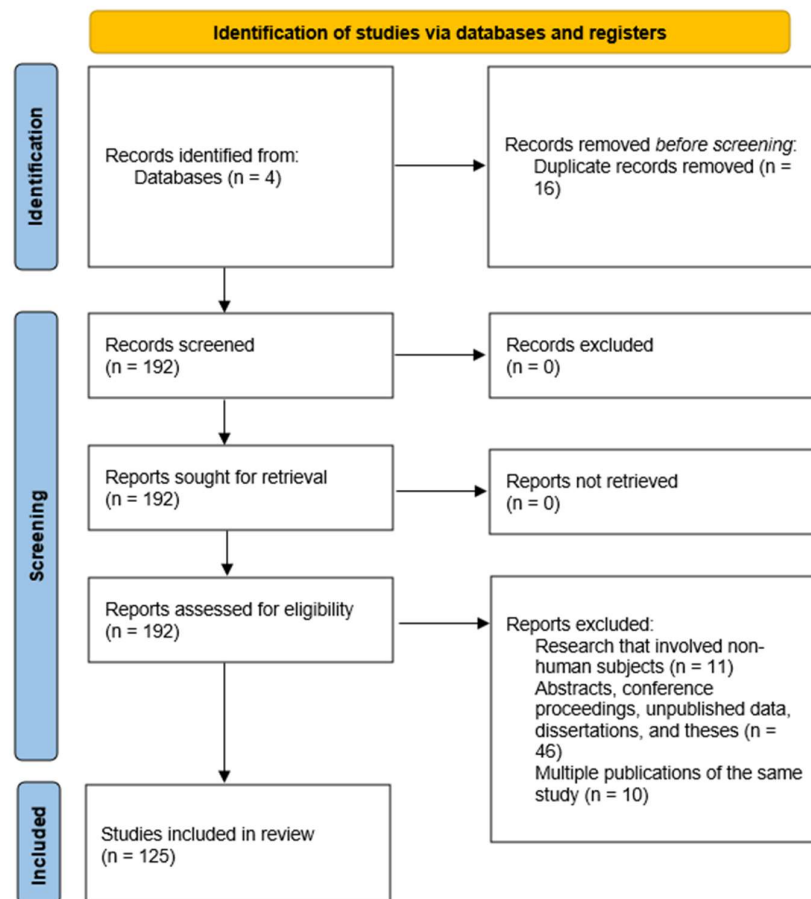 Identification of studies via databases and registers
Identification
Records identified from:
Databases (n = 4)
Records removed before screening:
Duplicate records removed (n =
16)
Screening
Records screened
(n = 192)
Records excluded
(n = 0)
Reports sought for retrieval
(n = 192)
Reports not retrieved
(n = 0)
Reports assessed for eligibility
(n = 192)
Reports excluded:
Research that involved non-
human subjects (n = 11)
Abstracts, conference
proceedings, unpublished data,
dissertations, and theses (n =
46)
Multiple publications of the same
study (n = 10)
Included
Studies included in review
(n = 125)